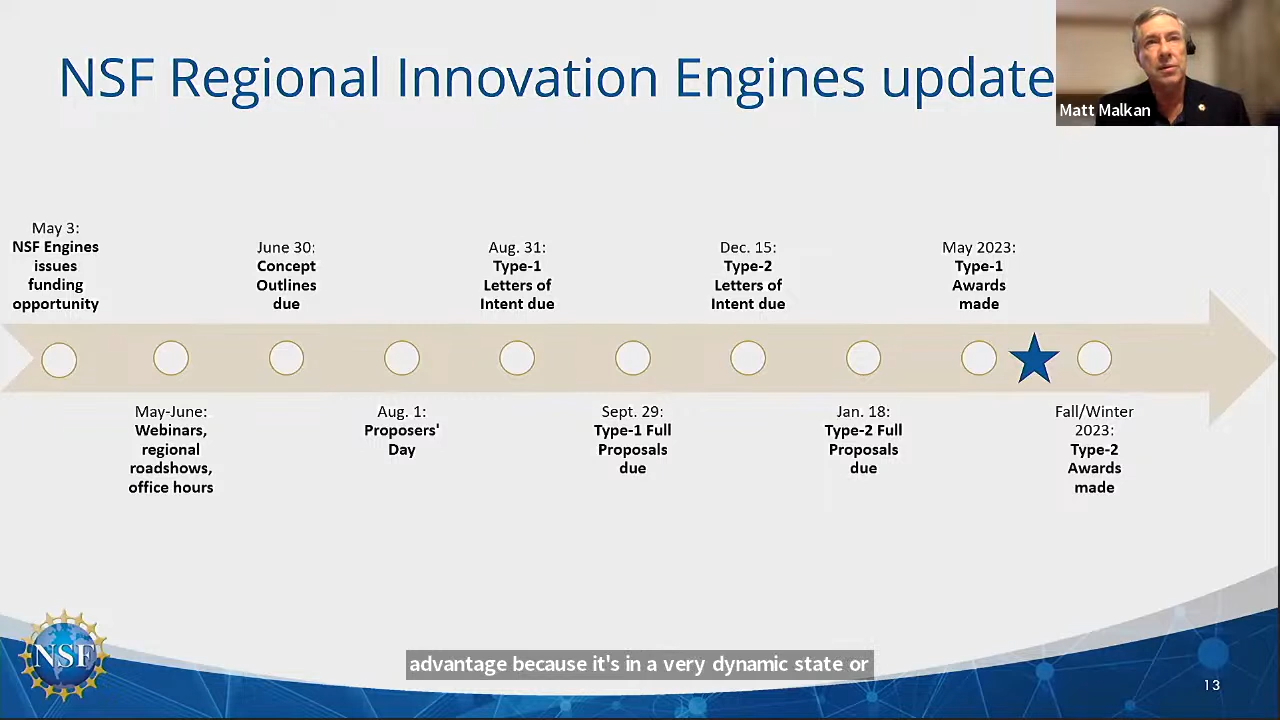 NSF Regional Innovation Engines update
Matt Malkan
May 3:
NSF Engines
issues
funding
opportunity
June 30:
Concept
Outlines
due
Aug. 31:
Type-1
Letters of
Intent due
Dec. 15:
Type-2
Letters of
Intent due
May 2023:
Type-1
Awards
made
May-June:
Webinars,
regional
roadshows,
office hours
Aug. 1:
Proposers'
Day
Sept. 29:
Type-1 Full
Proposals
due
Jan. 18:
Type-2 Full
Proposals
due
Fall/Winter
2023:
Type-2
Awards
made
NSF
advantage because it's in a very dynamic state or
13